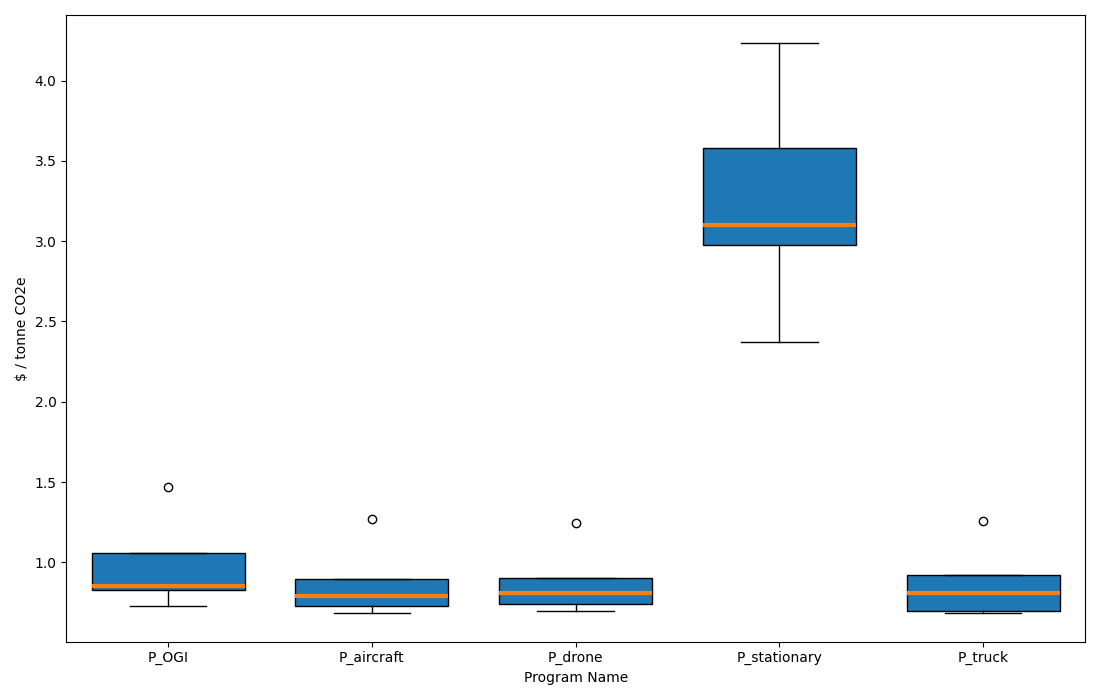 $ / tonne CO2e
4.0
3.5
3.0
2.5
2.0
1.5
1.0
P_OGI P_aircraft P_drone P_stationary P_truck
Program Name